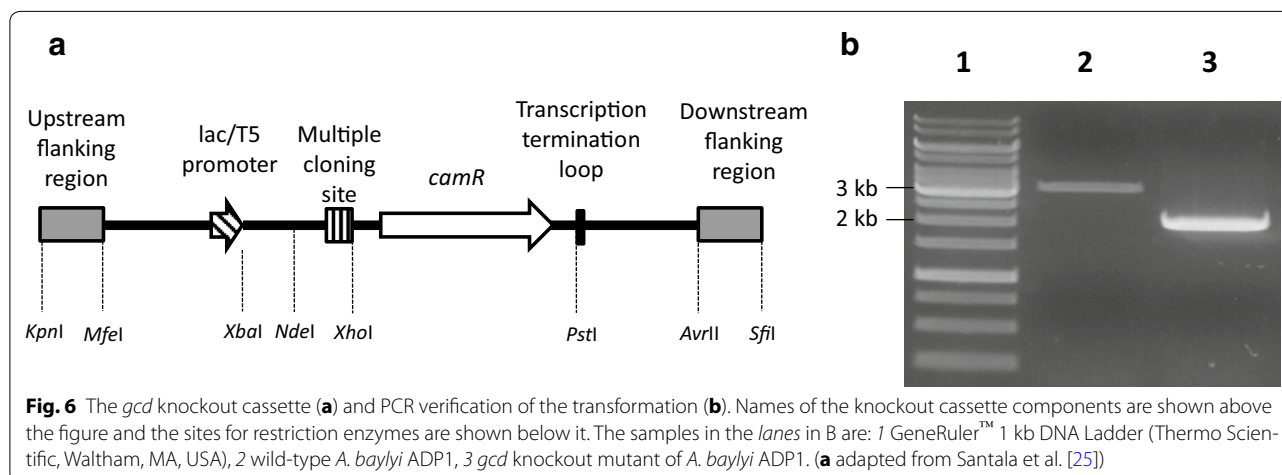 a
b
Upstream
flanking
region
lac/T5
promoter
Multiple
cloning
site
camR
Transcription
termination
loop
Downstream
flanking
region
KpnI
MfeI
XbaI
NdeI
XhoI
PstI
AvrII
SfiI
1 2 3
3 kb
2 kb
Fig. 6 The gcd knockout cassette (a) and PCR verification of the transformation (b). Names of the knockout cassette components are shown above
the figure and the sites for restriction enzymes are shown below it. The samples in the lanes in B are: 1 GeneRuler™ 1 kb DNA Ladder (Thermo Scien-
tific, Waltham, MA, USA), 2 wild-type A. baylyi ADP1, 3 gcd knockout mutant of A. baylyi ADP1. (a adapted from Santala et al. [25])